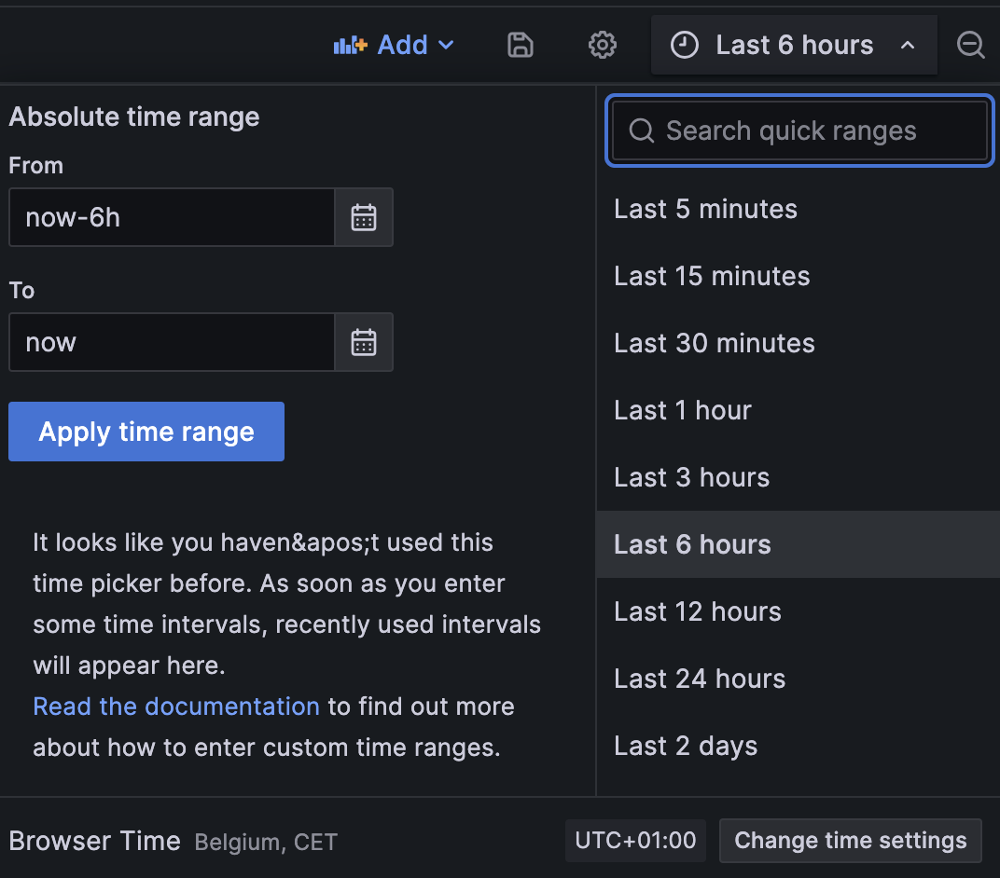 Add
Last 6 hours
Absolute time range
From
now-6h
To
now
Apply time range
It looks like you haven&apos;t used this
time picker before. As soon as you enter
some time intervals, recently used intervals
will appear here.
Read the documentation to find out more
about how to enter custom time ranges.
Search quick ranges
Last 5 minutes
Last 15 minutes
Last 30 minutes
Last 1 hour
Last 3 hours
Last 6 hours
Last 12 hours
Last 24 hours
Last 2 days
Browser Time Belgium, CET
UTC+01:00
Change time settings